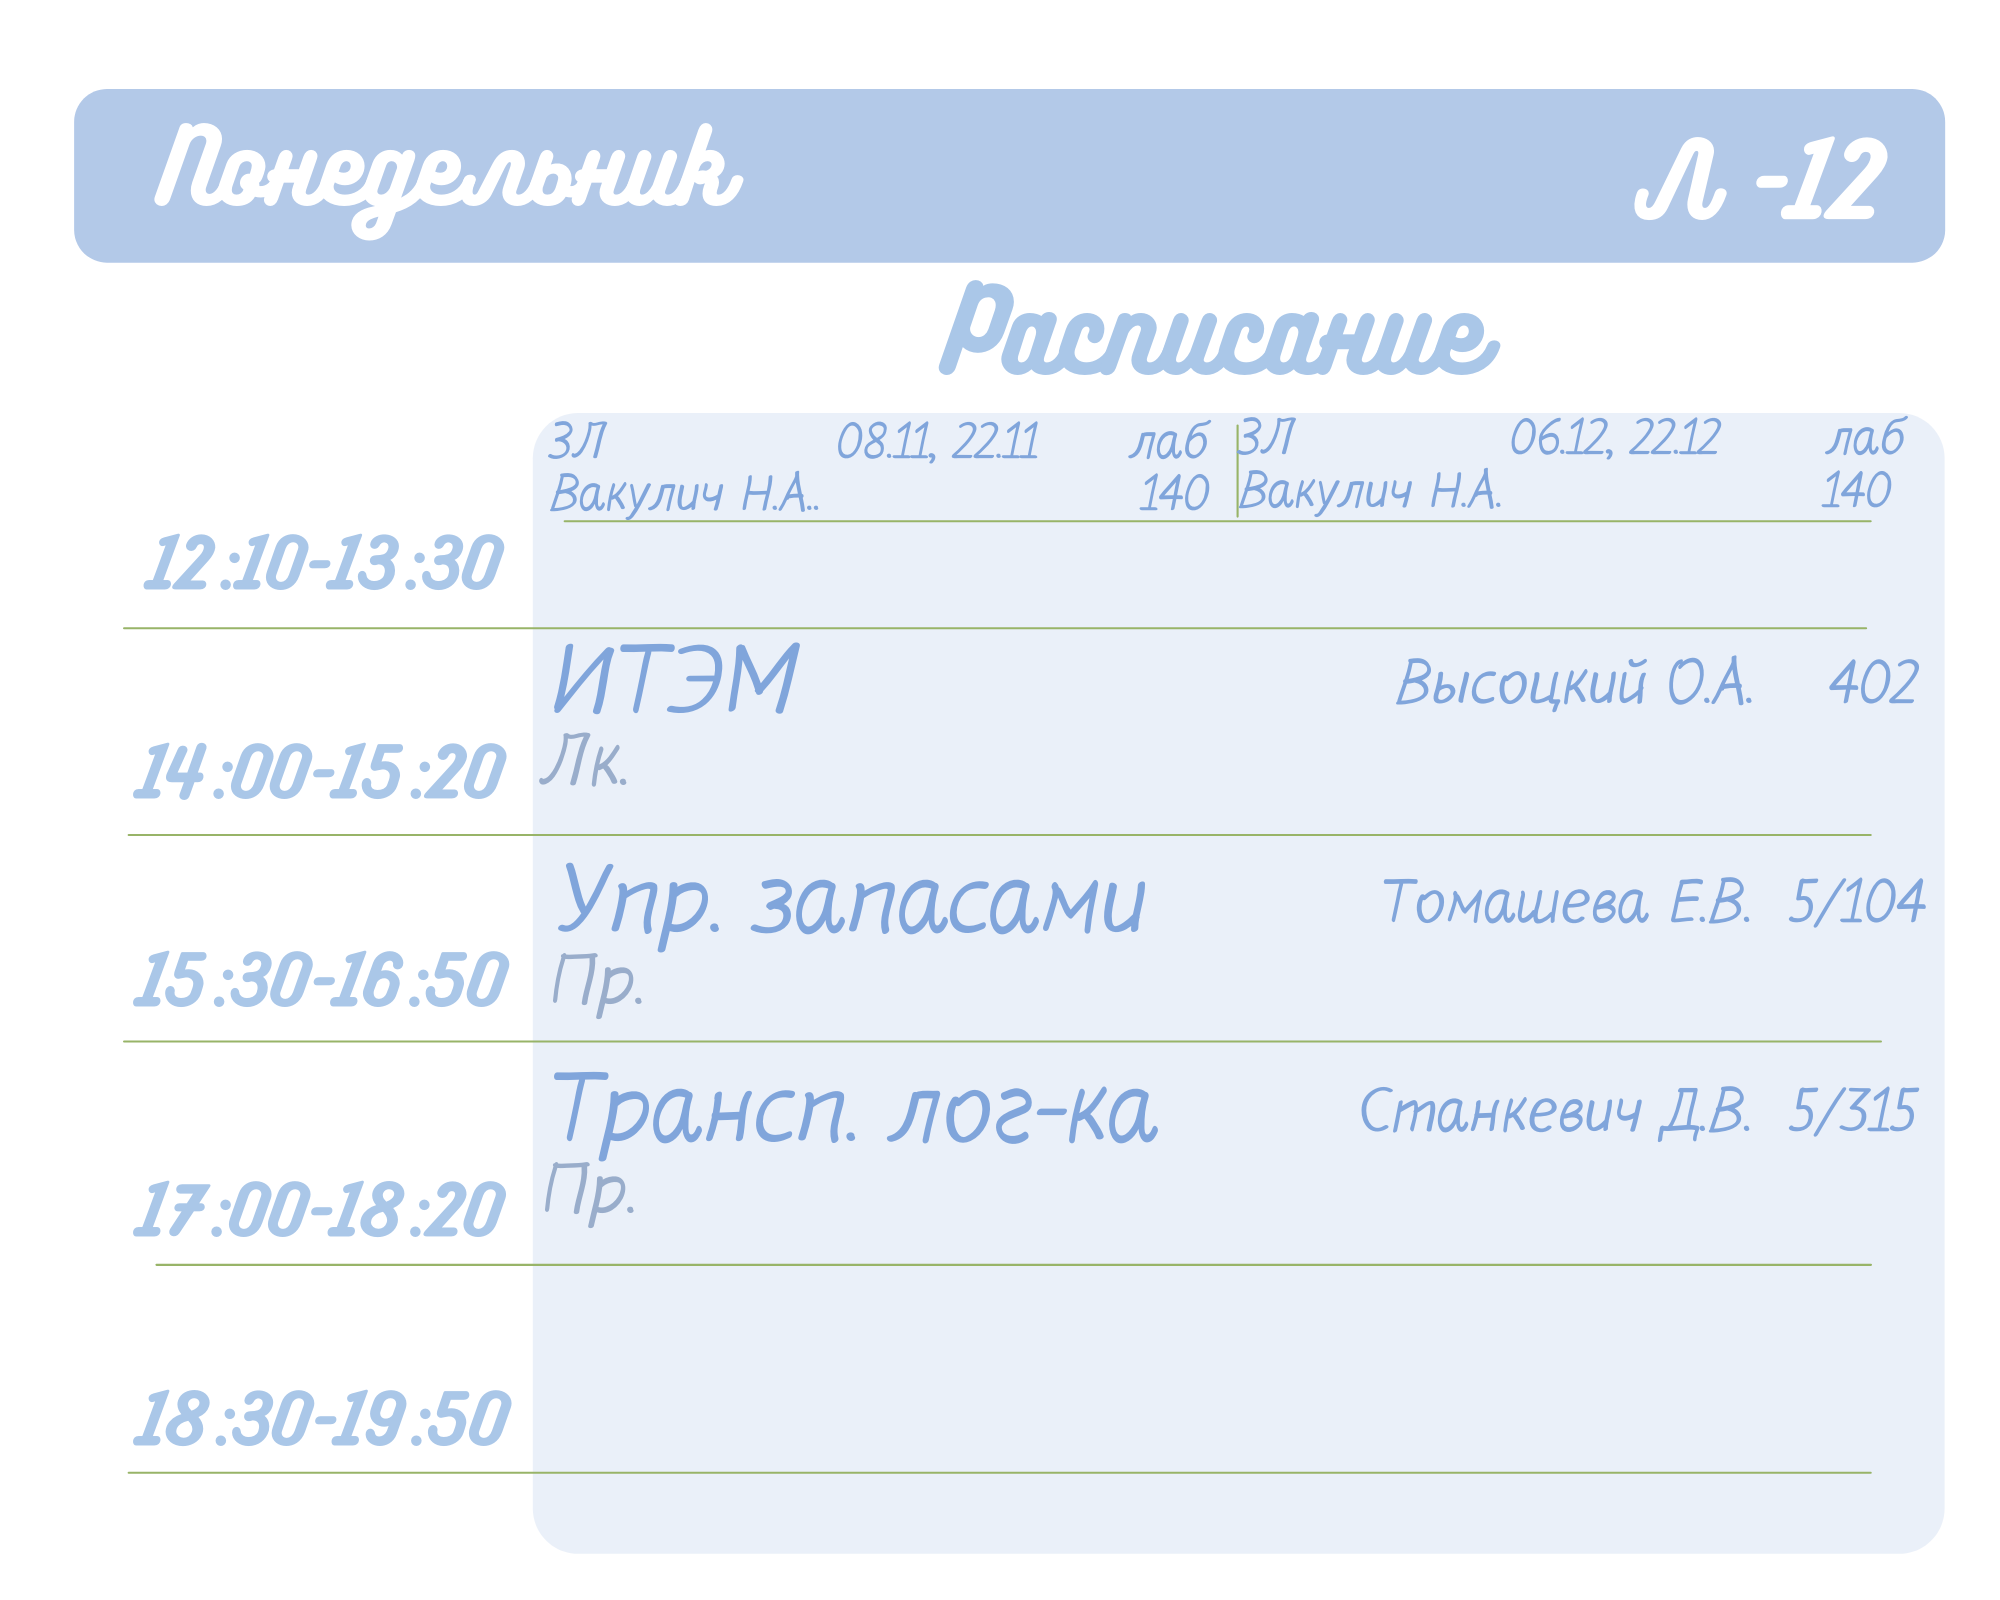 Понедельник Л -12
Расписание
ЗЛ 08.11, 22.11 лаб ЗЛ 06.12, 22.12 лаб
Вакулич Н.А.. 140 Вакулич Н.А. 140
12:10-13:30
ИТЭМ Высоцкий О.А. 402
Лк.
14:00-15:20
Упр. запасами Томашева Е.В. 5/104
Пр.
15:30-16:50
Трансп. лог-ка Станкевич Д.В. 5/315
Пр.
17:00-18:20
18:30-19:50